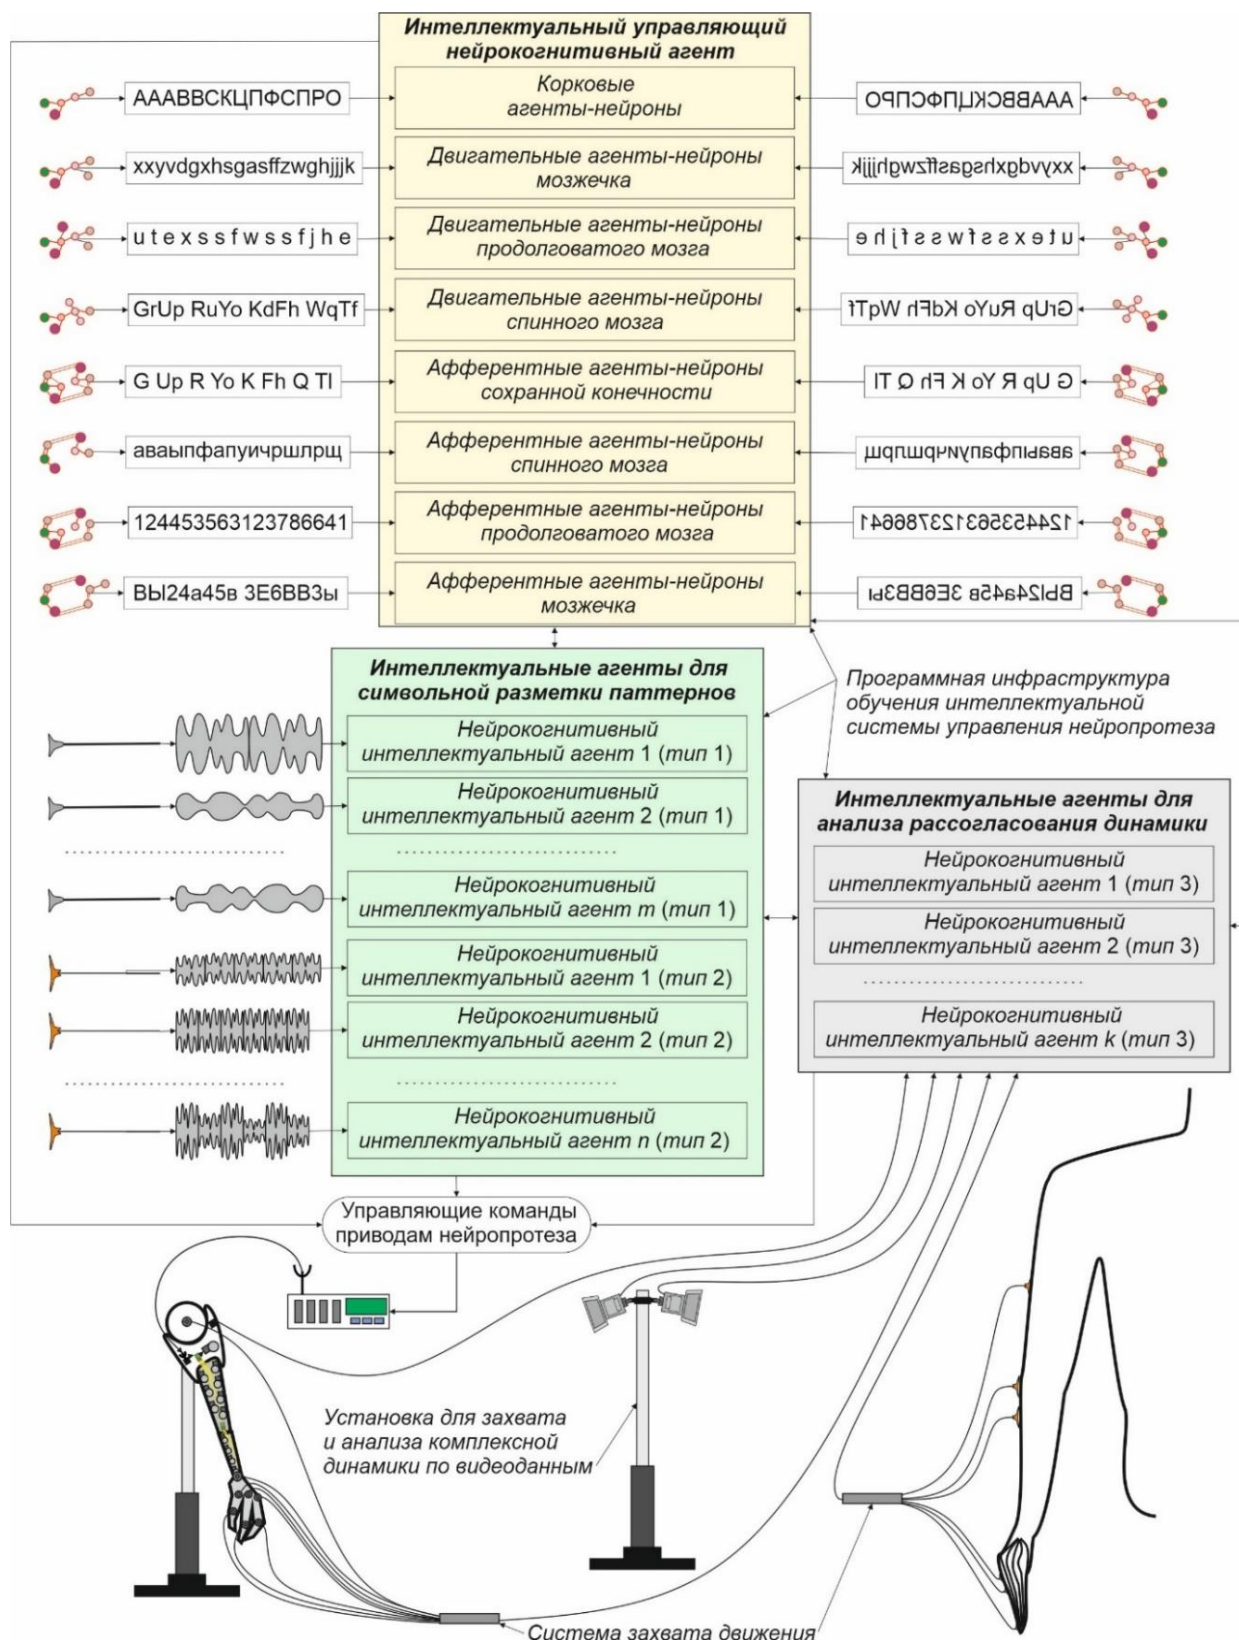 Интеллектуальный управляющий
нейрокогнитивный агент
Корковые
агенты-нейроны
АААВВСКЦПФСПРО
АААВВСКЦПФСПРО
Двигательные агенты-нейроны
мозжечка
xxyvdgxhsgasffzwghjjjk
xxyvdgxhsgasffzwghjjjk
Двигательные агенты-нейроны
продолговатого мозга
u t e x s s f w s s f j h e
u t e x s s f w s s f j h e
Двигательные агенты-нейроны
спинного мозга
GrUp RuYo KdFh WqTf
GrUp RuYo KdFh WqTf
Афферентные агенты-нейроны
сохранной конечности
G Up R Yo K Fh Q Tl
G Up R Yo K Fh Q Tl
Афферентные агенты-нейроны
спинного мозга
аваыпфапуичршлрщ
аваыпфапуичршлрщ
Афферентные агенты-нейроны
продолговатого мозга
124453563123786641
124453563123786641
Афферентные агенты-нейроны
мозжечка
ВЫ24а45в 3Е6ВВ3ы
ВЫ24а45в 3Е6ВВ3ы
Интеллектуальные агенты для
символьной разметки паттернов
Нейрокогнитивный
интеллектуальный агент 1 (тип 1)
Нейрокогнитивный
интеллектуальный агент 2 (тип 1)
Нейрокогнитивный
интеллектуальный агент m (тип 1)
Нейрокогнитивный
интеллектуальный агент 1 (тип 2)
Нейрокогнитивный
интеллектуальный агент 2 (тип 2)
Нейрокогнитивный
интеллектуальный агент n (тип 2)
Программная инфраструктура
обучения интеллектуальной
системы управления нейропротеза
Интеллектуальные агенты для
анализа рассогласования динамики
Нейрокогнитивный
интеллектуальный агент 1 (тип 3)
Нейрокогнитивный
интеллектуальный агент 2 (тип 3)
Нейрокогнитивный
интеллектуальный агент k (тип 3)
Управляющие команды
приводам нейропротеза
Установка для захвата
и анализа комплексной
динамики по видеоданным
Система захвата движения